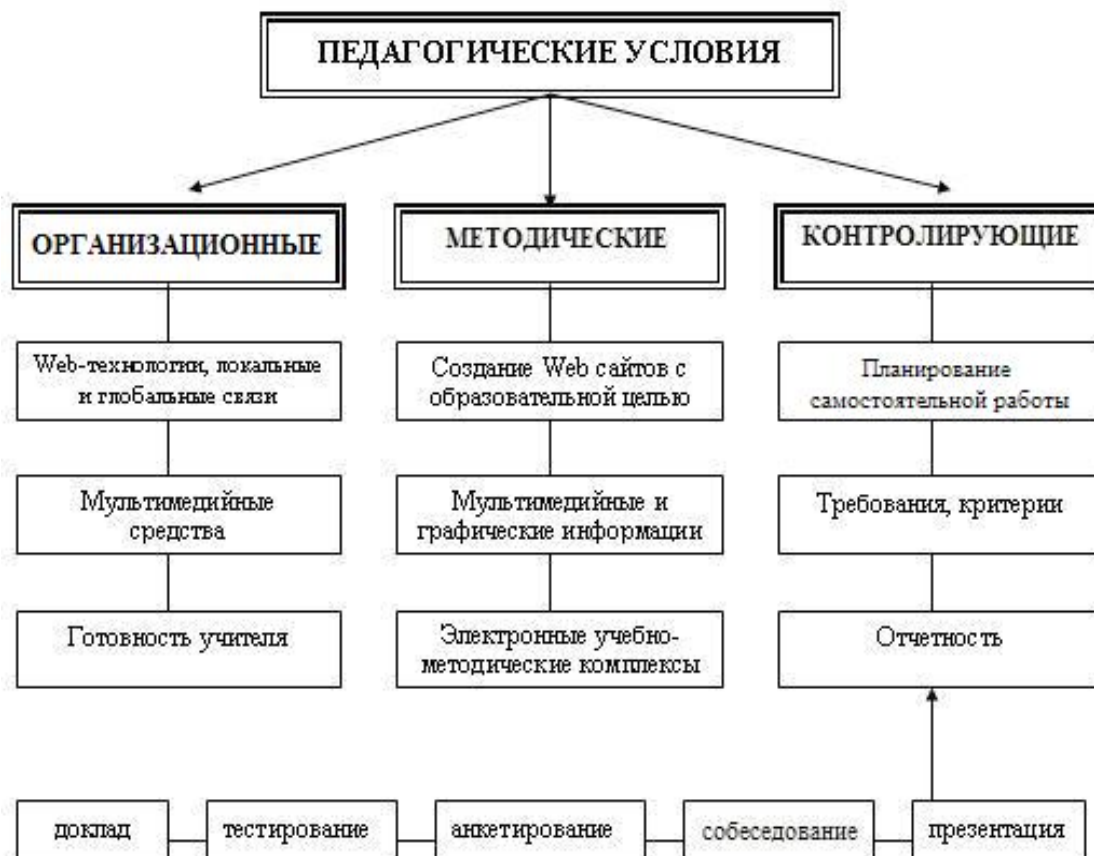 ПЕДАГОГИЧЕСКИЕ УСЛОВИЯ
ОРГАНИЗАЦИОННЫЕ
МЕТОДИЧЕСКИЕ
КОНТРОЛИРУЮЩИЕ
Web-технологии, локальные
и глобальные связи
Создание Web сайтов с
образовательной целью
Планирование
самостоятельной работы
Мультимедийные
средства
Мультимедийные и
графические информации
Требования, критерии
Готовность учителя
Электронные учебно-
методические комплексы
Отчетность
доклад
тестирование
анкетирование
собеседование
презентация